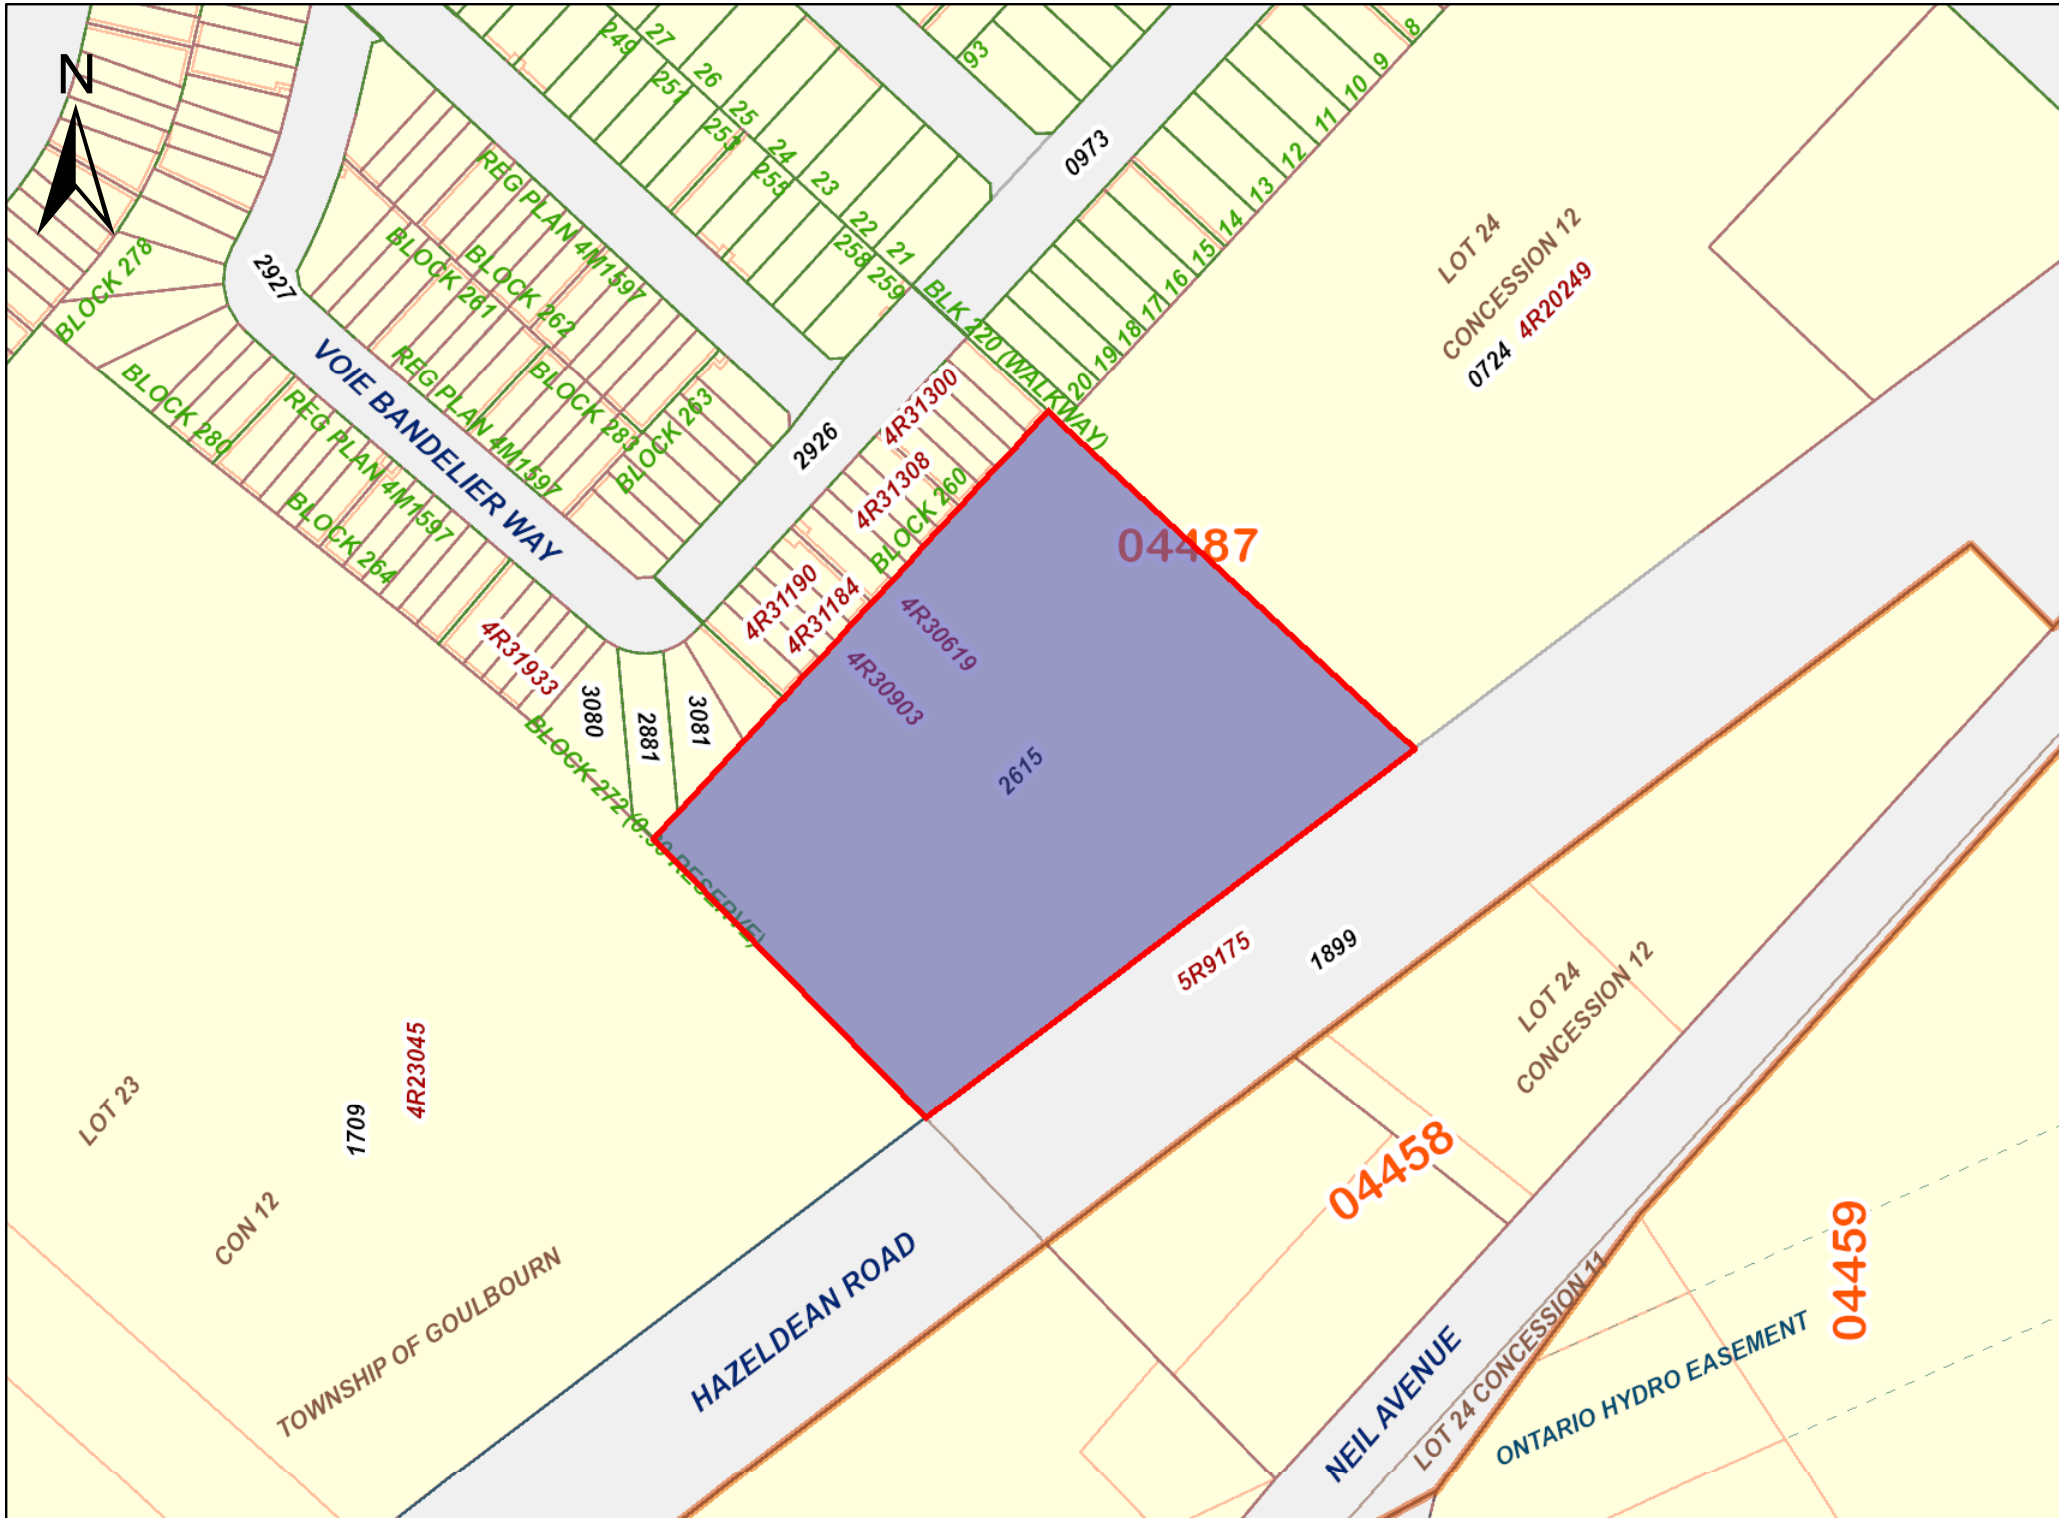 N
249
27
251
26
253
25
255
24
23
22
258
21
259
93
8
9
10
11
12
13
14
15
16
17
18
19
20
0973
REG PLAN 4M1597
BLOCK 278
2927
BLOCK 261
BLOCK 262
BLK 220 (WALKWAY)
LOT 24
CONCESSION 12
0724
4R20249
VOIE BANDELIER WAY
REG PLAN 4M1597
BLOCK 283
BLOCK 263
BLOCK 280
REG PLAN 4M1597
BLOCK 264
2926
4R31300
4R31308
BLOCK 260
4R31190
4R31184
04487
4R30619
4R30903
2615
4R31933
3080
2881
3081
BLOCK 272 (0.30 RESERVE)
5R9175
1899
LOT 24
CONCESSION 12
LOT 23
1709
4R23045
CON 12
TOWNSHIP OF GOULBOURN
HAZELDEAN ROAD
04458
04459
NEIL AVENUE
LOT 24 CONCESSION 11
ONTARIO HYDRO EASEMENT